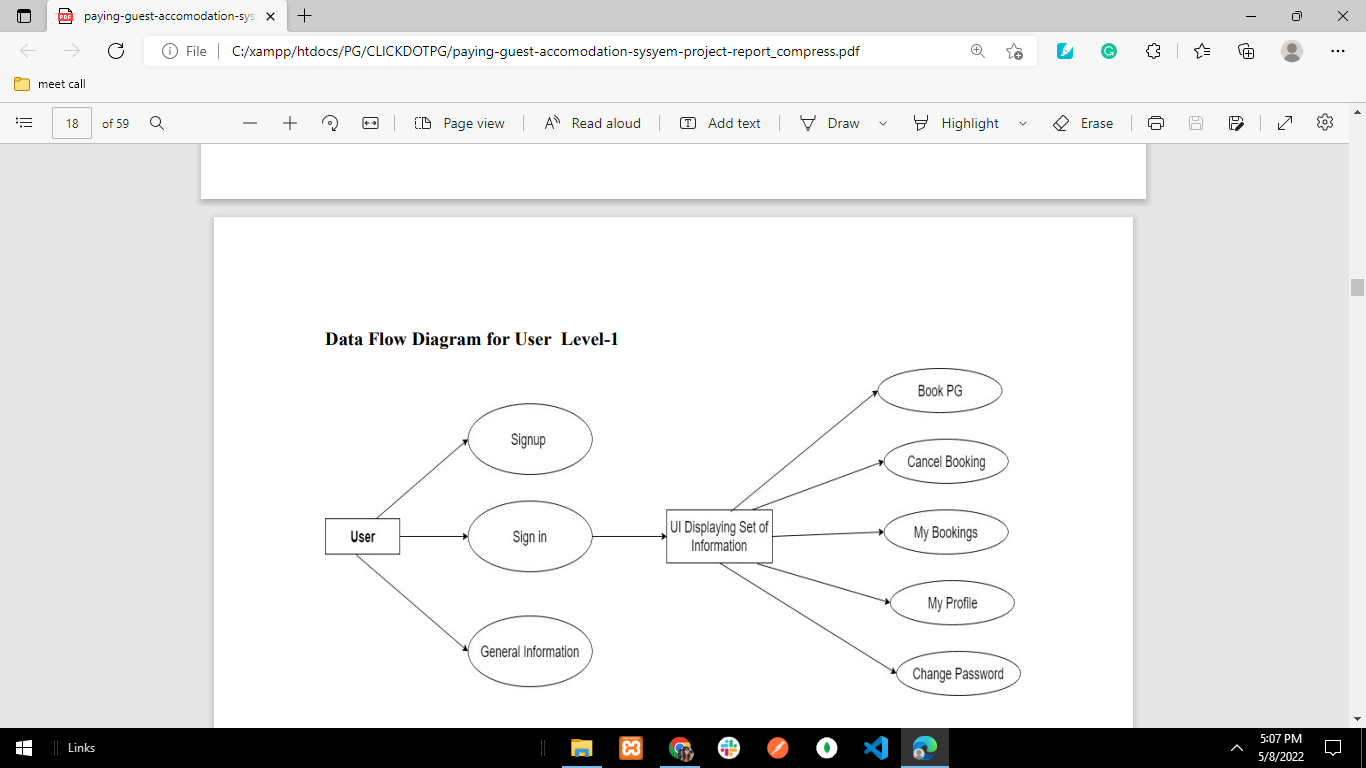 paying-guest-accomodation-sys
File
C:/xampp/htdocs/PG/CLICKDOTPG/paying-guest-accomodation-sysyem-project-report_compress.pdf
meet call
18 of 59
Page view
Read aloud
Add text
Draw
Highlight
Erase
Data Flow Diagram for User Level-1
Book PG
Signup
Cancel Booking
User
Sign in
UI Displaying Set of
Information
My Bookings
My Profile
General Information
Change Password
Links
5:07 PM
5/8/2022